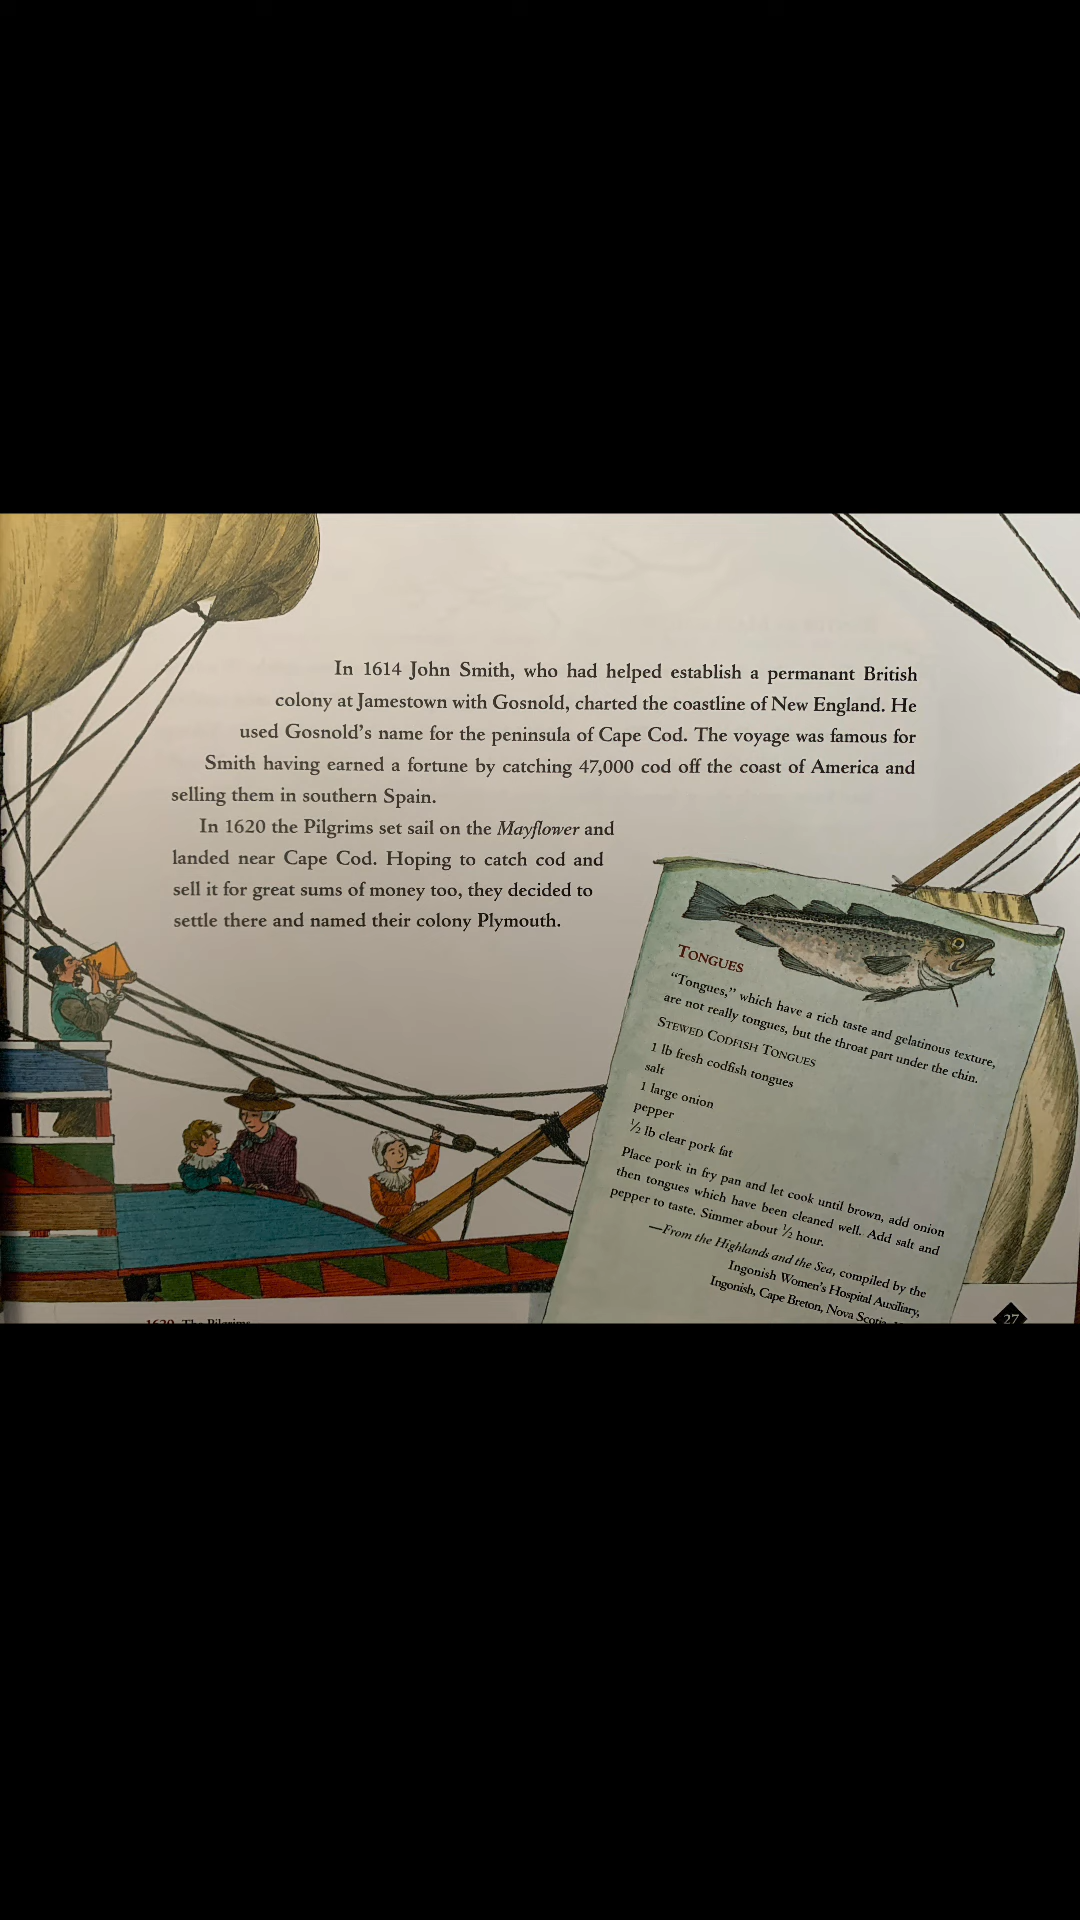 In 1614 John Smith, who had helped establish a permanant British
colony at Jamestown with Gosnold, charted the coastline of New England. He
used Gosnold's name for the peninsula of Cape Cod. The voyage was famous for
Smith having earned a fortune by catching 47,000 cod off the coast of America and
selling them in southern Spain.
In 1620 the Pilgrims set sail on the Mayflower and
landed near Cape Cod. Hoping to catch cod and
sell it for great sums of money too, they decided to
settle there and named their colony Plymouth.
TONGUES
“Tongues,” which have a rich taste and gelatinous texture,
are not really tongues, but the throat part under the chin.
STEWED CODFISH TONGUES
1 lb fresh codfish tongues
salt
1 large onion
pepper
½ lb clear pork fat
Place pork in fry pan and let cook until brown, add onion
then tongues which have been cleaned well. Add salt and
pepper to taste. Simmer about ½ hour.
—From the Highlands and the Sea, compiled by the
Ingonish Women's Hospital Auxiliary,
Ingonish, Cape Breton, Nova Scotia
1620 The Pilgrims
27